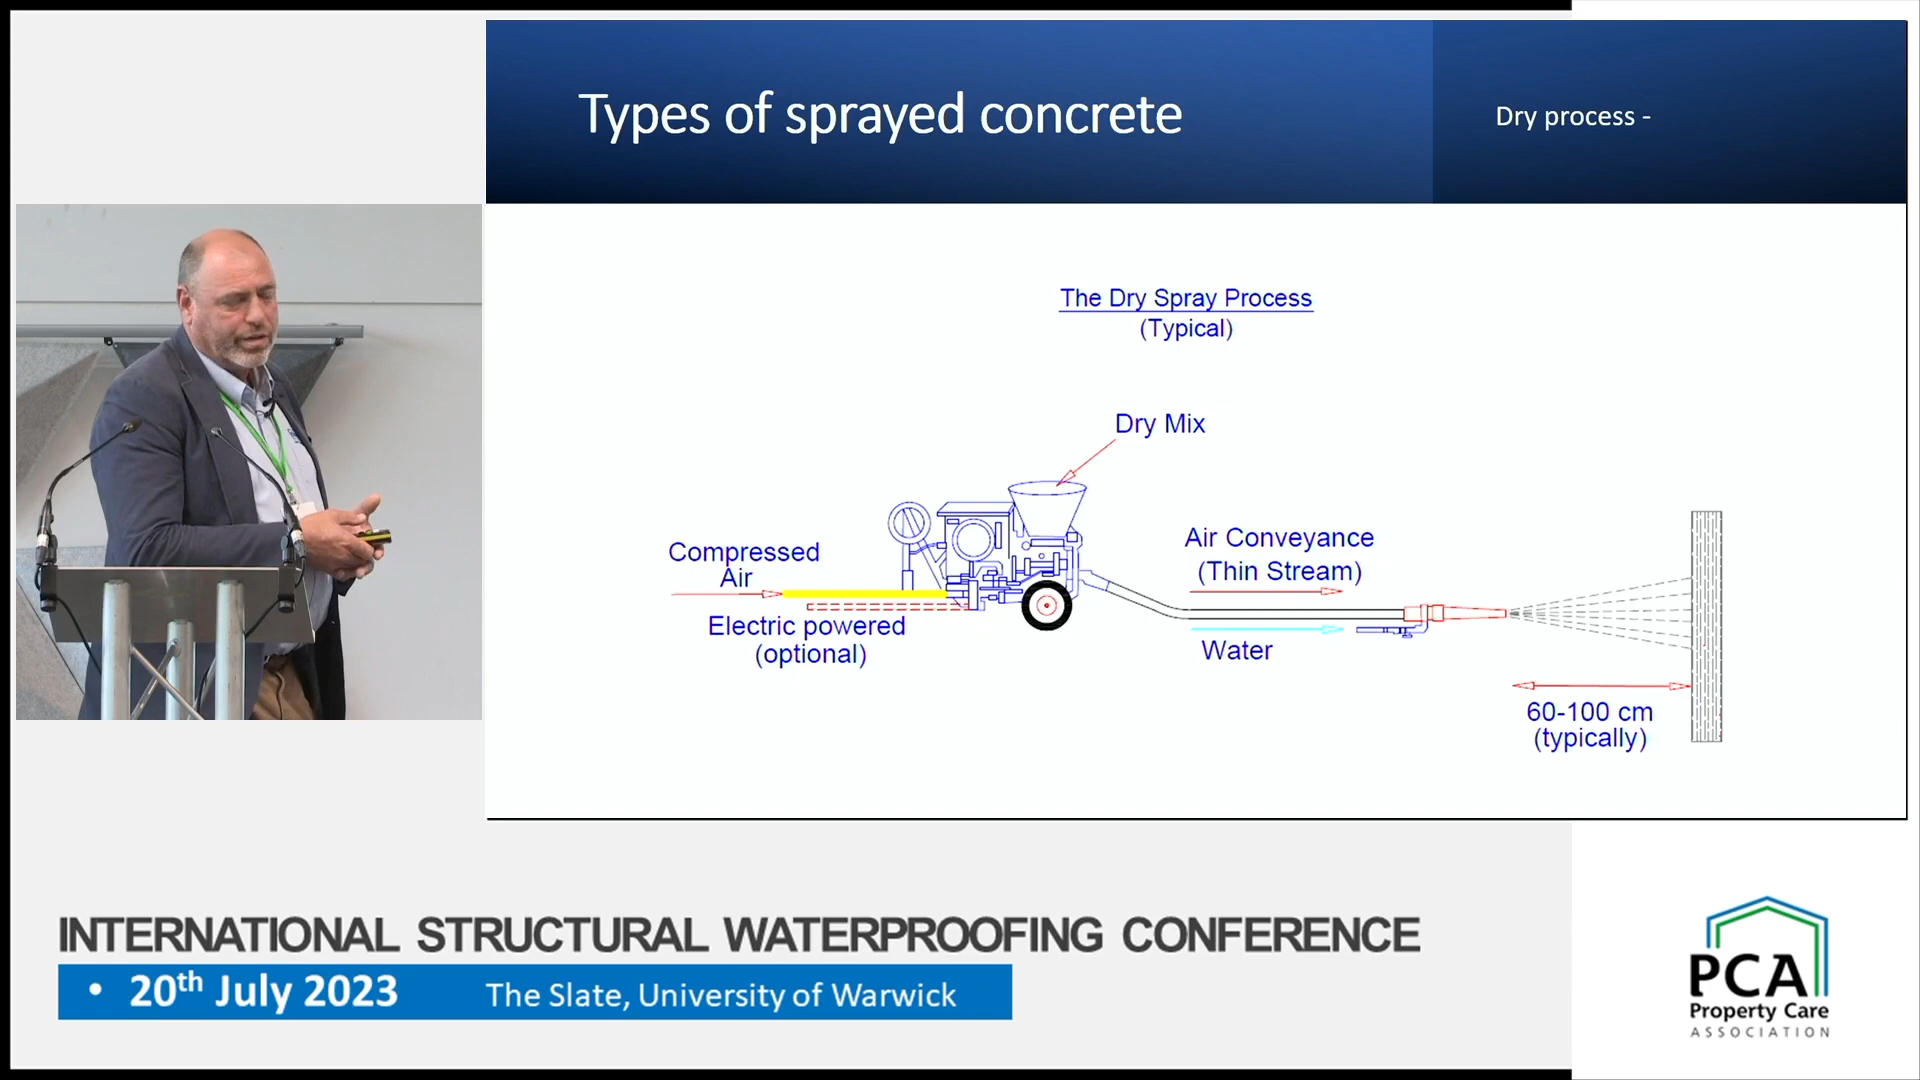 Types of sprayed concrete
Dry process -
The Dry Spray Process
(Typical)
Dry Mix
Compressed
Air
Electric powered
(optional)
Air Conveyance
(Thin Stream)
Water
60-100 cm
(typically)
INTERNATIONAL STRUCTURAL WATERPROOFING CONFERENCE
• 20th July 2023
The Slate, University of Warwick
PCA
Property Care
ASSOCIATION